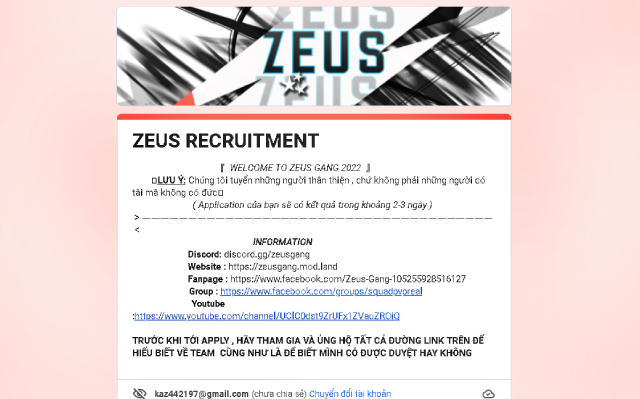 ZEUS
ZEUS
ZEUS
ZEUS RECRUITMENT
『 WELCOME TO ZEUS GANG 2022 』
LƯU Ý: Chúng tôi tuyển những người thân thiện , chứ không phải những người có
tài mà không có đức
( Application của bạn sẽ có kết quả trong khoảng 2-3 ngày )
> ——————————————————————————————
<
INFORMATION
Discord: discord.gg/zeusgang
Website : https://zeusgang.mod.land
Fanpage : https://www.facebook.com/Zeus-Gang-105255928516127
Group : https://www.facebook.com/groups/squadpvpreal
Youtube
:https://www.youtube.com/channel/UClC0dst9ZrUFx1ZVauZROiQ
TRƯỚC KHI TỚI APPLY , HÃY THAM GIA VÀ ỦNG HỘ TẤT CẢ ĐƯỜNG LINK TRÊN ĐỂ
HIỂU BIẾT VỀ TEAM CŨNG NHƯ LÀ ĐỂ BIẾT MÌNH CÓ ĐƯỢC DUYỆT HAY KHÔNG
kaz442197@gmail.com (chưa chia sẻ) Chuyển đổi tài khoản